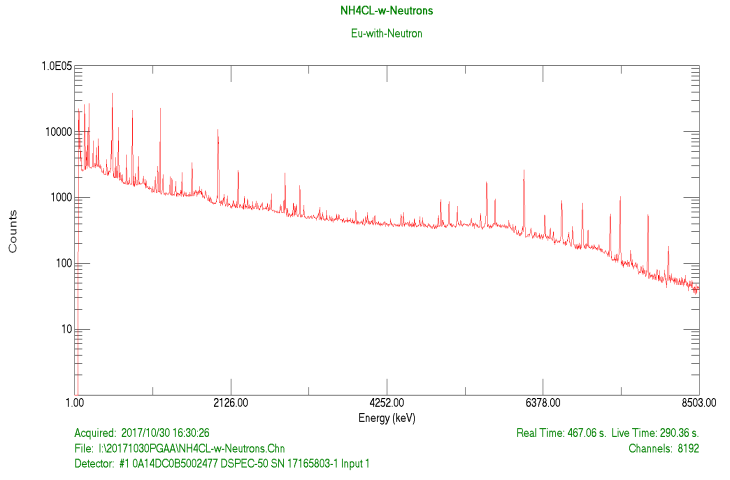 NH4CL-w-Neutrons
Eu-with-Neutron
1.0E05
10000
1000
100
10
Counts
1.00 2126.00 4252.00 6378.00 8503.00
Energy (keV)
Acquired: 2017/10/30 16:30:26 Real Time: 467.06 s. Live Time: 290.36 s.
File: I:\20171030PGAA\NH4CL-w-Neutrons.Chn Channels: 8192
Detector: #1 0A14DC0B5002477 DSPEC-50 SN 17165803-1 Input 1